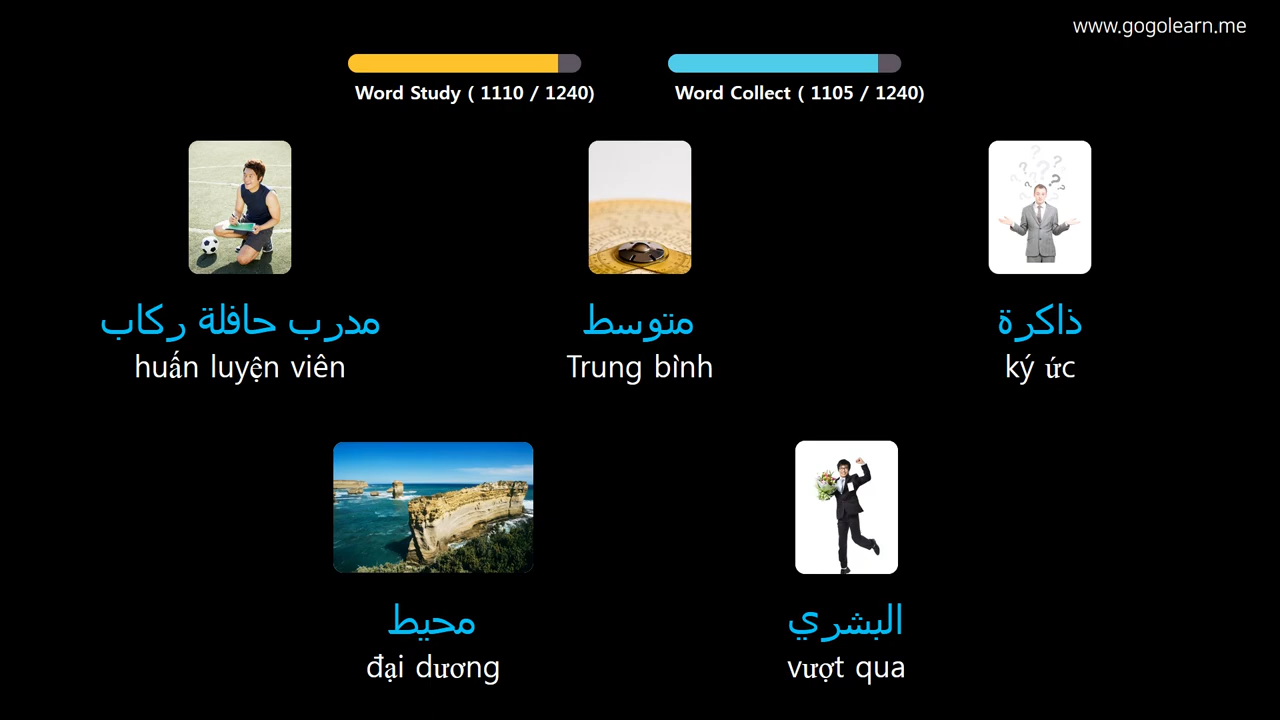 www.gogolearn.me
Word Study ( 1110 / 1240)
Word Collect ( 1105 / 1240)
مدرب حافلة ركاب
huấn luyện viên
متوسط
Trung bình
ذاكرة
ký ức
محيط
đại dương
البشري
vượt qua